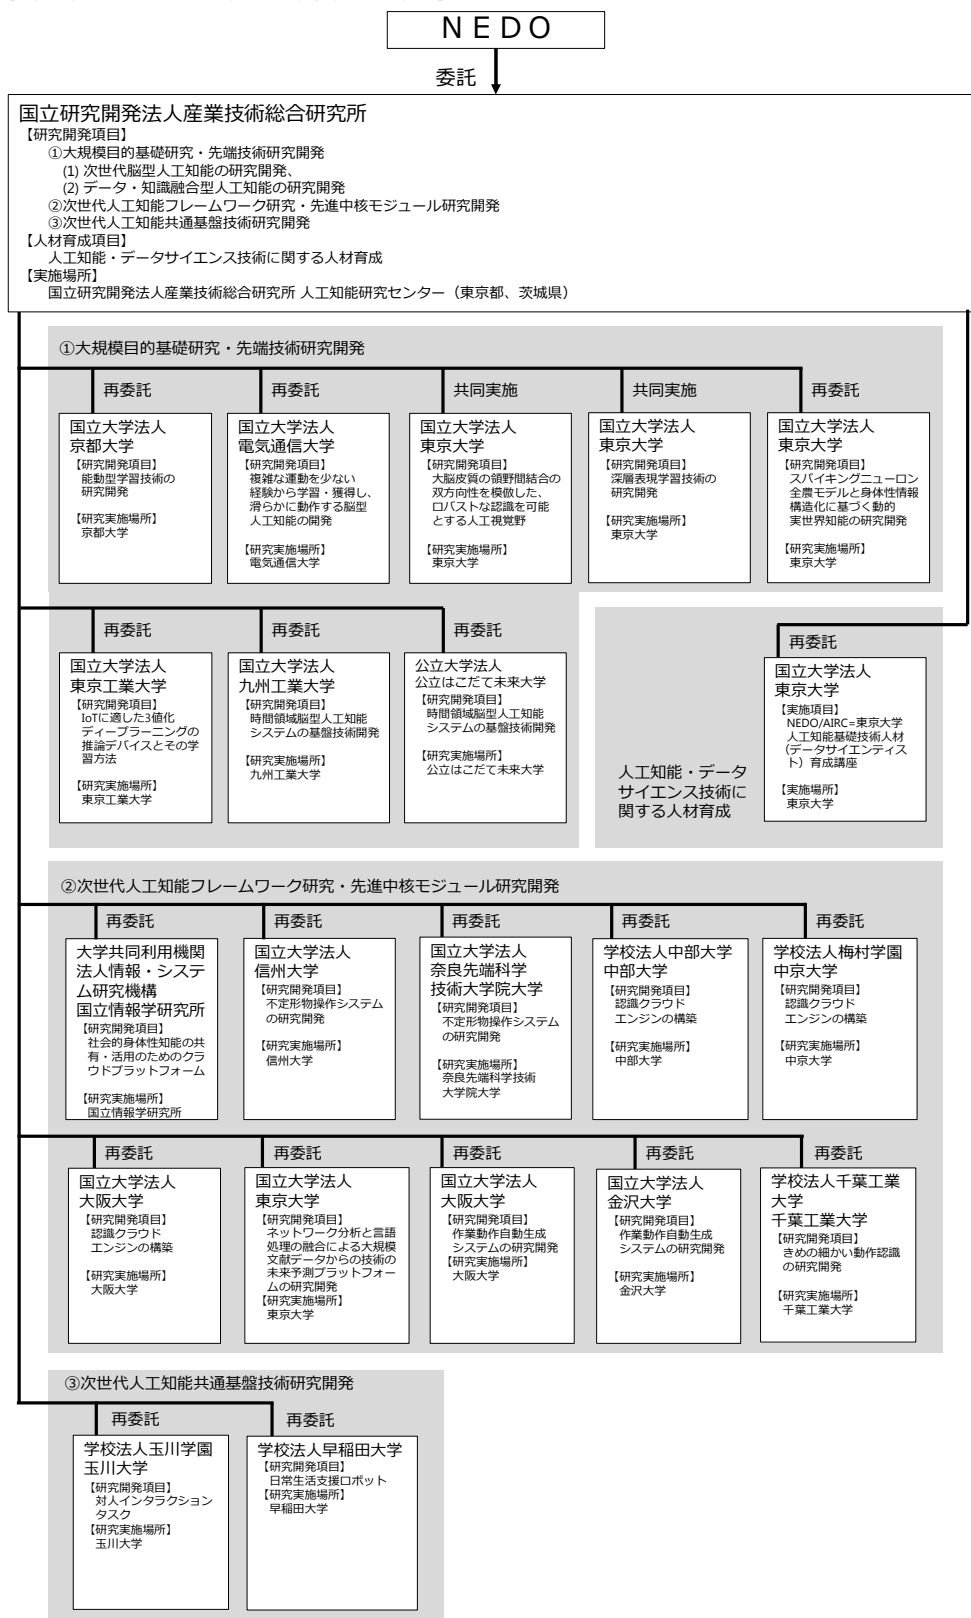 ＮＥＤＯ
委託
国立研究開発法人産業技術総合研究所
【研究開発項目】
①大規模目的基礎研究・先端技術研究開発
(1) 次世代脳型人工知能の研究開発、
(2) データ・知識融合型人工知能の研究開発
②次世代人工知能フレームワーク研究・先進中核モジュール研究開発
③次世代人工知能共通基盤技術研究開発
【人材育成項目】
人工知能・データサイエンス技術に関する人材育成
【実施場所】
国立研究開発法人産業技術総合研究所 人工知能研究センター（東京都、茨城県）
①大規模目的基礎研究・先端技術研究開発
再委託
国立大学法人
京都大学
【研究開発項目】
能動型学習技術の
研究開発
【研究実施場所】
京都大学
再委託
国立大学法人
電気通信大学
【研究開発項目】
複雑な運動を少ない
経験から学習・獲得し、
滑らかに動作する脳型
人工知能の開発
【研究実施場所】
電気通信大学
共同実施
国立大学法人
東京大学
【研究開発項目】
大脳皮質の領野間結合の
双方向性を模倣した、
ロバストな認識を可能
とする人工視覚野
【研究実施場所】
東京大学
共同実施
国立大学法人
東京大学
【研究開発項目】
深層表現学習技術の
研究開発
【研究実施場所】
東京大学
再委託
国立大学法人
東京大学
【研究開発項目】
スパイキングニューロン
全農モデルと身体性情報
構造化に基づく動的
実世界知能の研究開発
【研究実施場所】
東京大学
再委託
国立大学法人
東京工業大学
【研究開発項目】
IoTに適した3値化
ディープラーニングの
推論デバイスとその学
習方法
【研究実施場所】
東京工業大学
再委託
国立大学法人
九州工業大学
【研究開発項目】
時間領域脳型人工知能
システムの基盤技術開発
【研究実施場所】
九州工業大学
再委託
公立大学法人
公立はこだて未来大学
【研究開発項目】
時間領域脳型人工知能
システムの基盤技術開発
【研究実施場所】
公立はこだて未来大学
人工知能・データ
サイエンス技術に
関する人材育成
再委託
国立大学法人
東京大学
【実施項目】
NEDO/AIRC=東京大学
人工知能基礎技術人材
（データサイエンティス
ト）育成講座
【実施場所】
東京大学
②次世代人工知能フレームワーク研究・先進中核モジュール研究開発
再委託
大学共同利用機関
法人情報・システ
ム研究機構
国立情報学研究所
【研究開発項目】
社会的身体性知能の共
有・活用のためのクラ
ウドプラットフォーム
【研究実施場所】
国立情報学研究所
再委託
国立大学法人
信州大学
【研究開発項目】
不定形物操作システム
の研究開発
【研究実施場所】
信州大学
再委託
国立大学法人
奈良先端科学
技術大学院大学
【研究開発項目】
不定形物操作システム
の研究開発
【研究実施場所】
奈良先端科学技術
大学院大学
再委託
学校法人中部大学
中部大学
【研究開発項目】
認識クラウド
エンジンの構築
【研究実施場所】
中部大学
再委託
学校法人梅村学園
中京大学
【研究開発項目】
認識クラウド
エンジンの構築
【研究実施場所】
中京大学
再委託
国立大学法人
大阪大学
【研究開発項目】
認識クラウド
エンジンの構築
【研究実施場所】
大阪大学
再委託
国立大学法人
東京大学
【研究開発項目】
ネットワーク分析と言語
処理の融合による大規模
文献データからの技術の
未来予測プラットフォー
ムの研究開発
【研究実施場所】
東京大学
再委託
国立大学法人
大阪大学
【研究開発項目】
作業動作自動生成
システムの研究開発
【研究実施場所】
大阪大学
再委託
国立大学法人
金沢大学
【研究開発項目】
作業動作自動生成
システムの研究開発
【研究実施場所】
金沢大学
再委託
学校法人千葉工業
大学
千葉工業大学
【研究開発項目】
きめの細かい動作認識
の研究開発
【研究実施場所】
千葉工業大学
③次世代人工知能共通基盤技術研究開発
再委託
学校法人玉川学園
玉川大学
【研究開発項目】
対人インタラクション
タスク
【研究実施場所】
玉川大学
再委託
学校法人早稲田大学
【研究開発項目】
日常生活支援ロボット
【研究実施場所】
早稲田大学